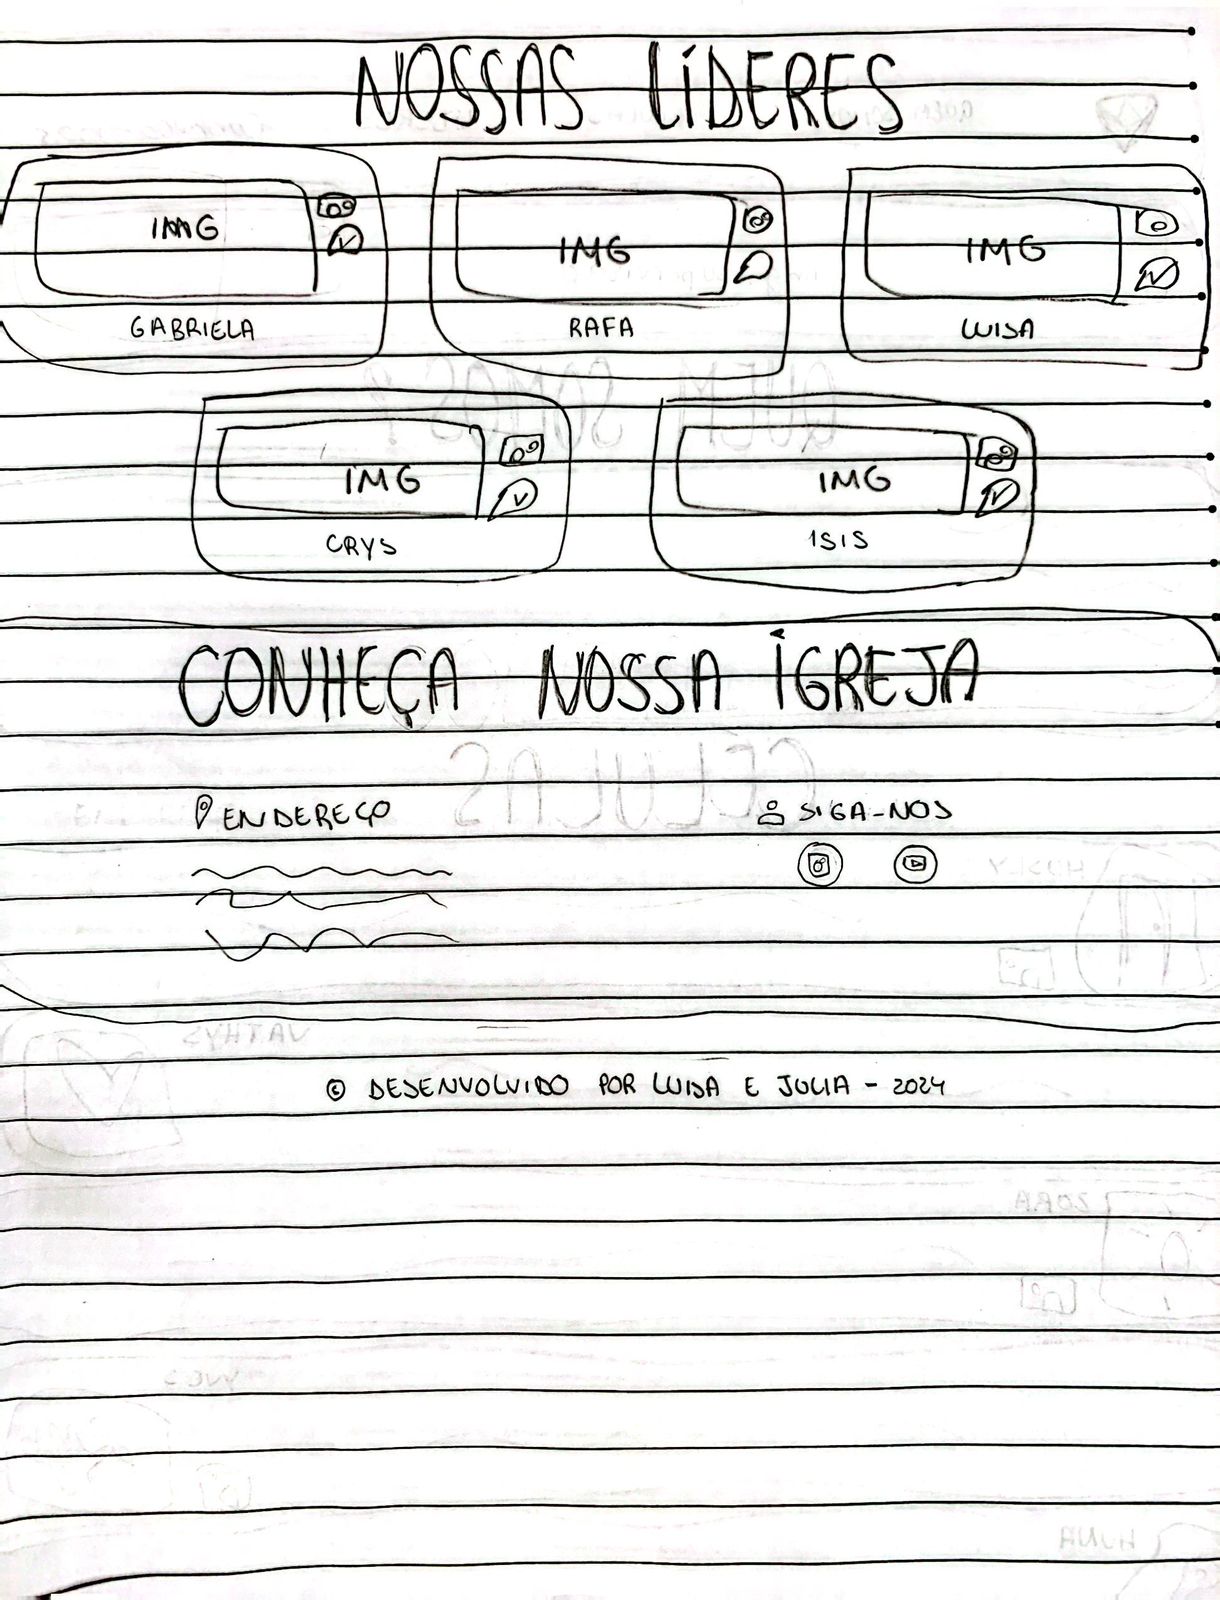 NOSSAS LÍDERES
IMG
IMG
IMG
GABRIELA
RAFA
LUISA
IMG
IMG
CRYS
ISIS
CONHEÇA NOSSA IGREJA
ENDEREÇO
SIGA-NOS
© DESENVOLVIDO POR LUISA E JULIA - 2024